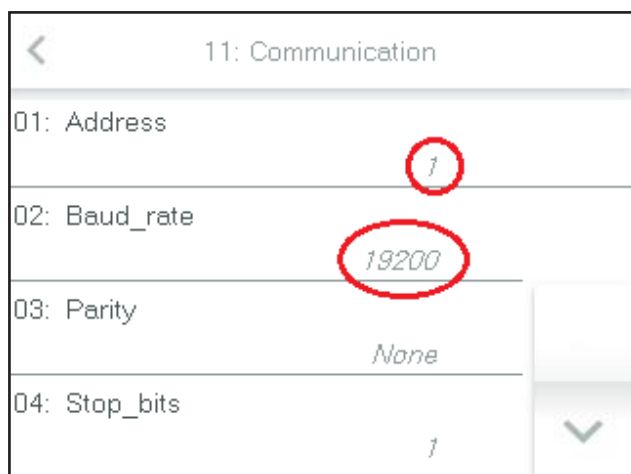 11: Communication
01: Address
1
02: Baud_rate
19200
03: Parity
None
04: Stop_bits
1